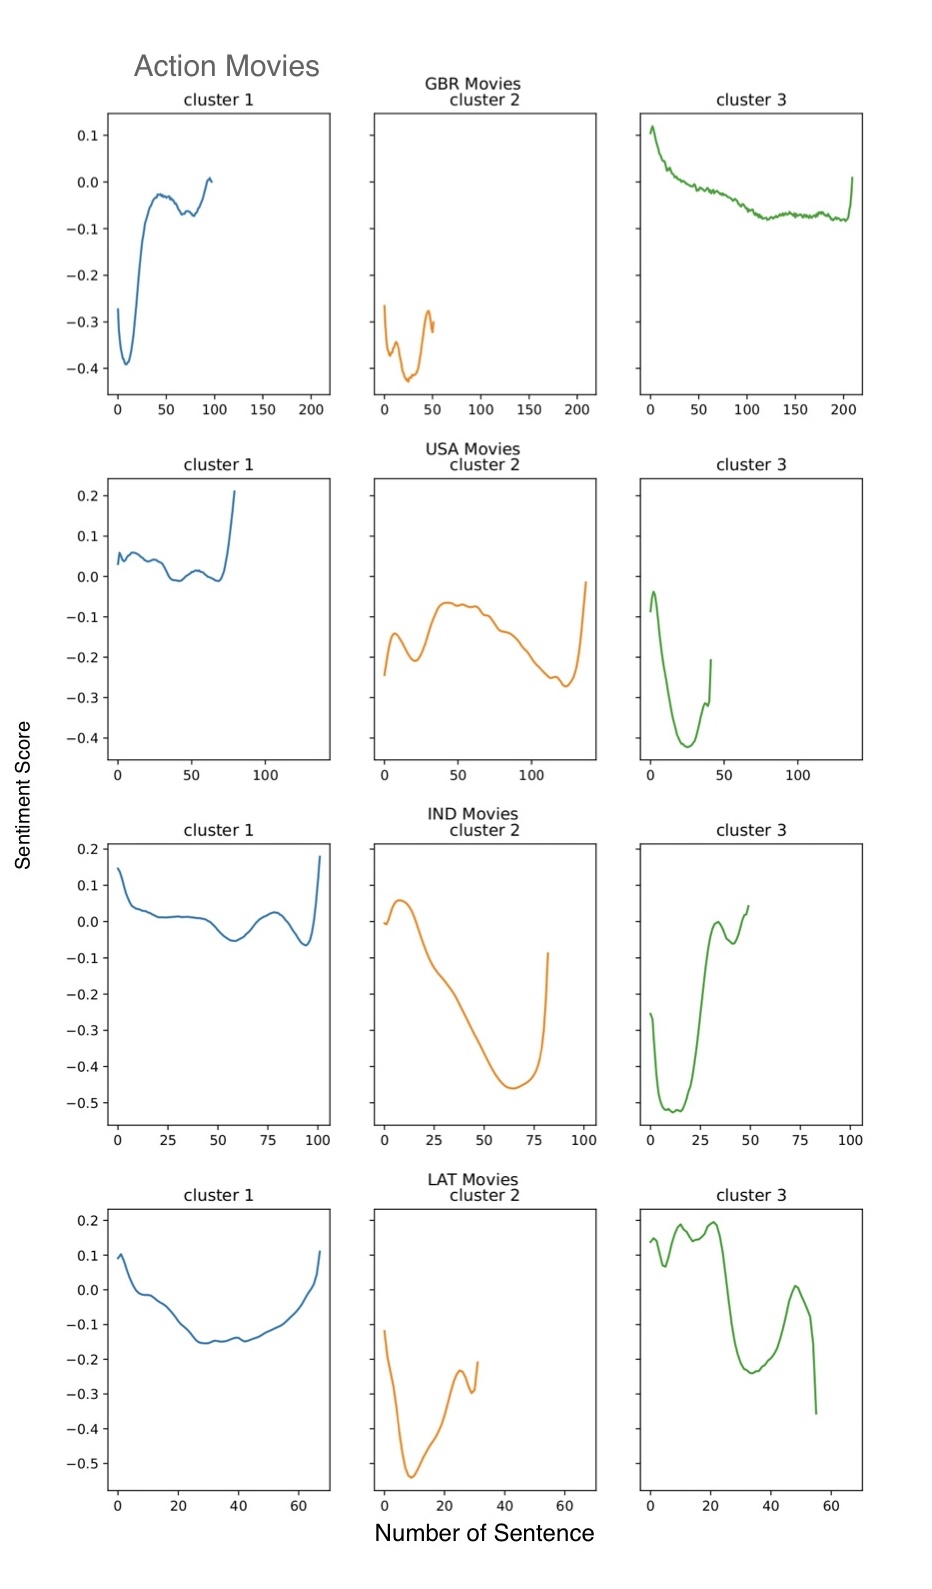 Action Movies
GBR Movies
cluster 1
cluster 2
cluster 3
0.1
0.0
−0.1
−0.2
−0.3
−0.4
0 50 100 150 200
0 50 100 150 200
0 50 100 150 200
USA Movies
cluster 1
cluster 2
cluster 3
0.2
0.1
0.0
−0.1
−0.2
−0.3
−0.4
0 50 100
0 50 100
0 50 100
Sentiment Score
IND Movies
cluster 1
cluster 2
cluster 3
0.2
0.1
0.0
−0.1
−0.2
−0.3
−0.4
−0.5
0 25 50 75 100
0 25 50 75 100
0 25 50 75 100
LAT Movies
cluster 1
cluster 2
cluster 3
0.2
0.1
0.0
−0.1
−0.2
−0.3
−0.4
−0.5
0 20 40 60
0 20 40 60
0 20 40 60
Number of Sentence